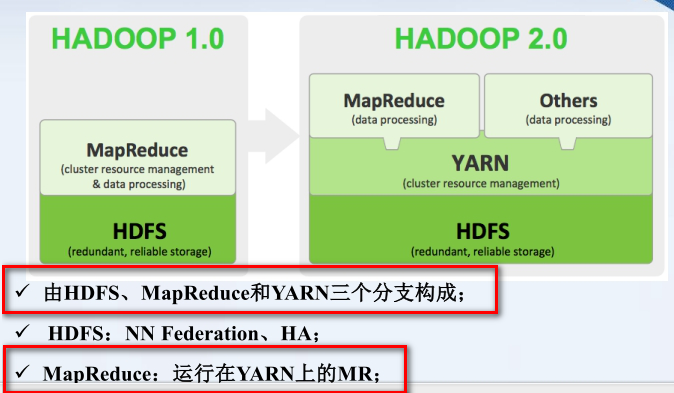 HADOOP 1.0
HADOOP 2.0
MapReduce
(cluster resource management
& data processing)
HDFS
(redundant, reliable storage)
MapReduce
(data processing)
Others
(data processing)
YARN
(cluster resource management)
HDFS
(redundant, reliable storage)
✓ 由HDFS、MapReduce和YARN三个分支构成；
✓ HDFS：NN Federation、HA；
✓ MapReduce：运行在YARN上的MR；